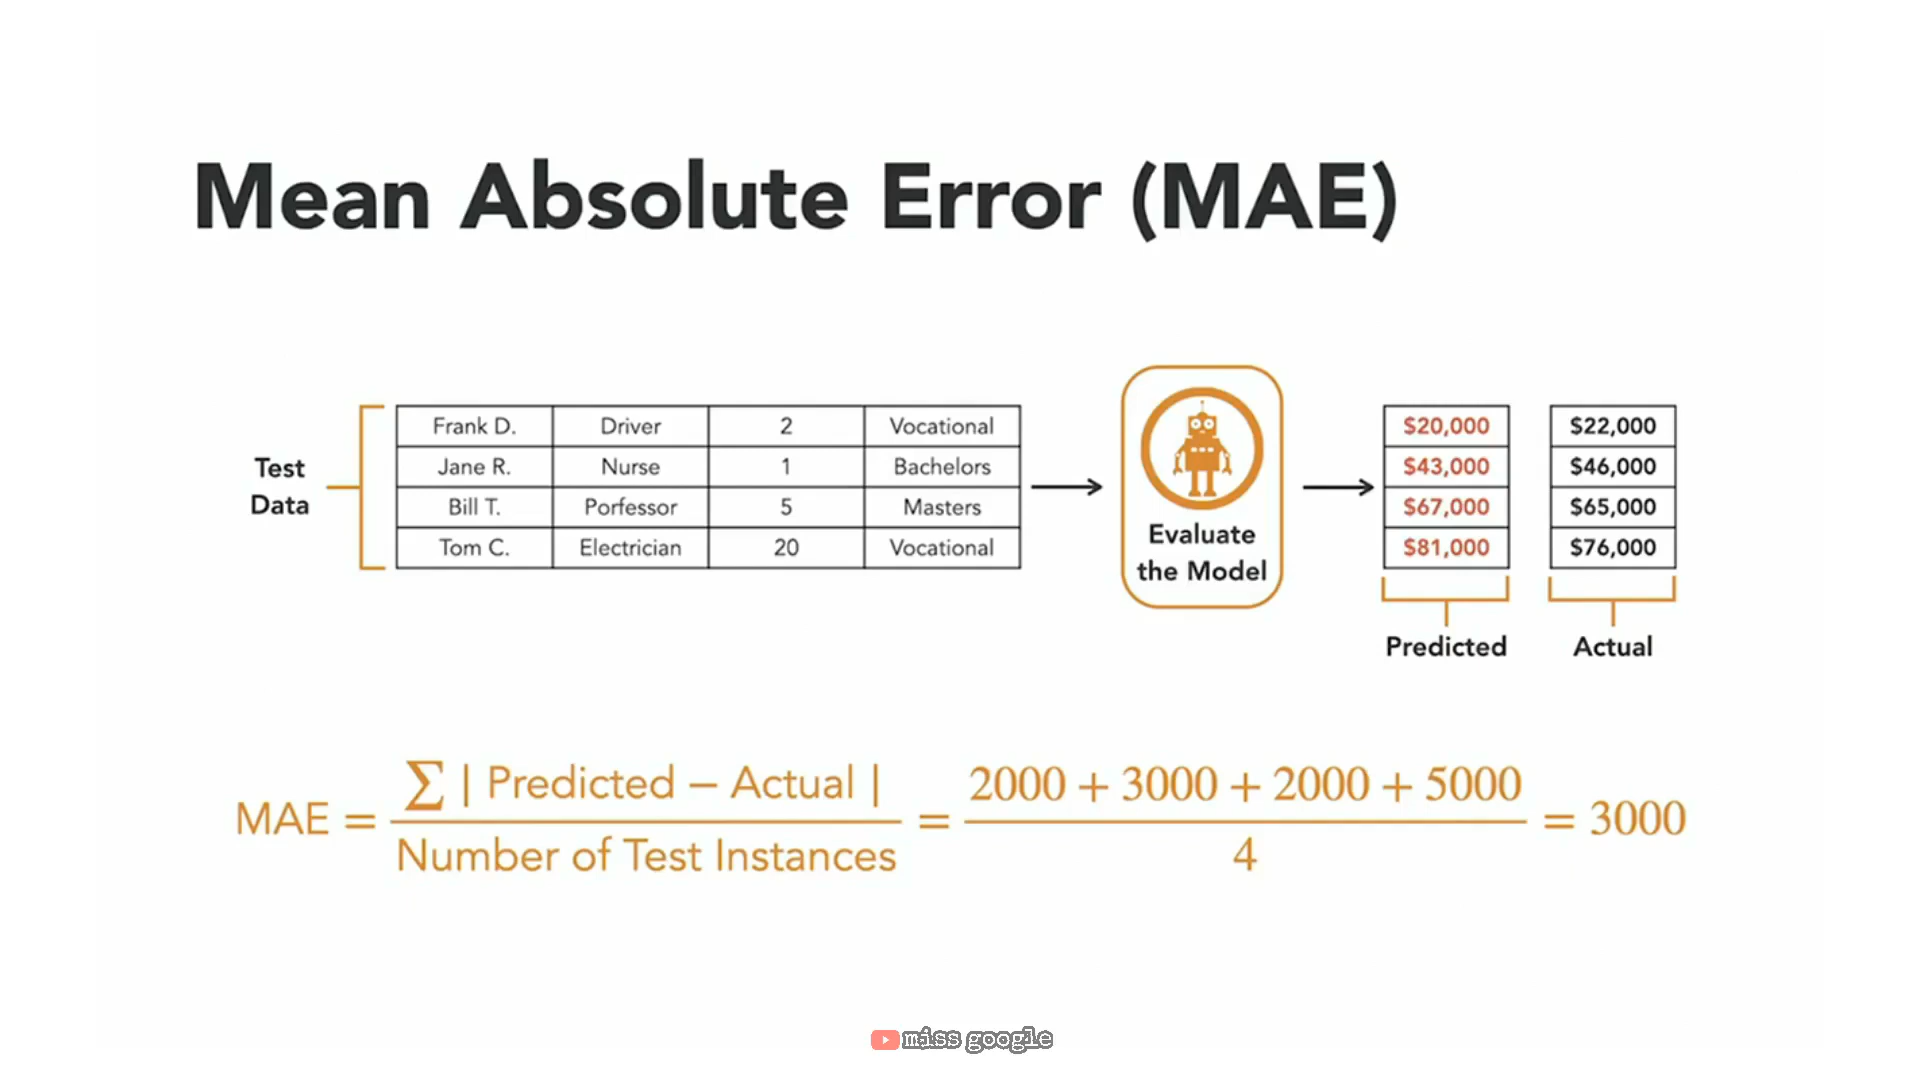 Mean Absolute Error (MAE)
Test
Data
Frank D. Driver 2 Vocational
Jane R. Nurse 1 Bachelors
Bill T. Porfessor 5 Masters
Tom C. Electrician 20 Vocational
Evaluate
the Model
$20,000 $22,000
$43,000 $46,000
$67,000 $65,000
$81,000 $76,000
Predicted Actual
MAE = ∑ | Predicted − Actual | / Number of Test Instances = 2000 + 3000 + 2000 + 5000 / 4 = 3000
miss google